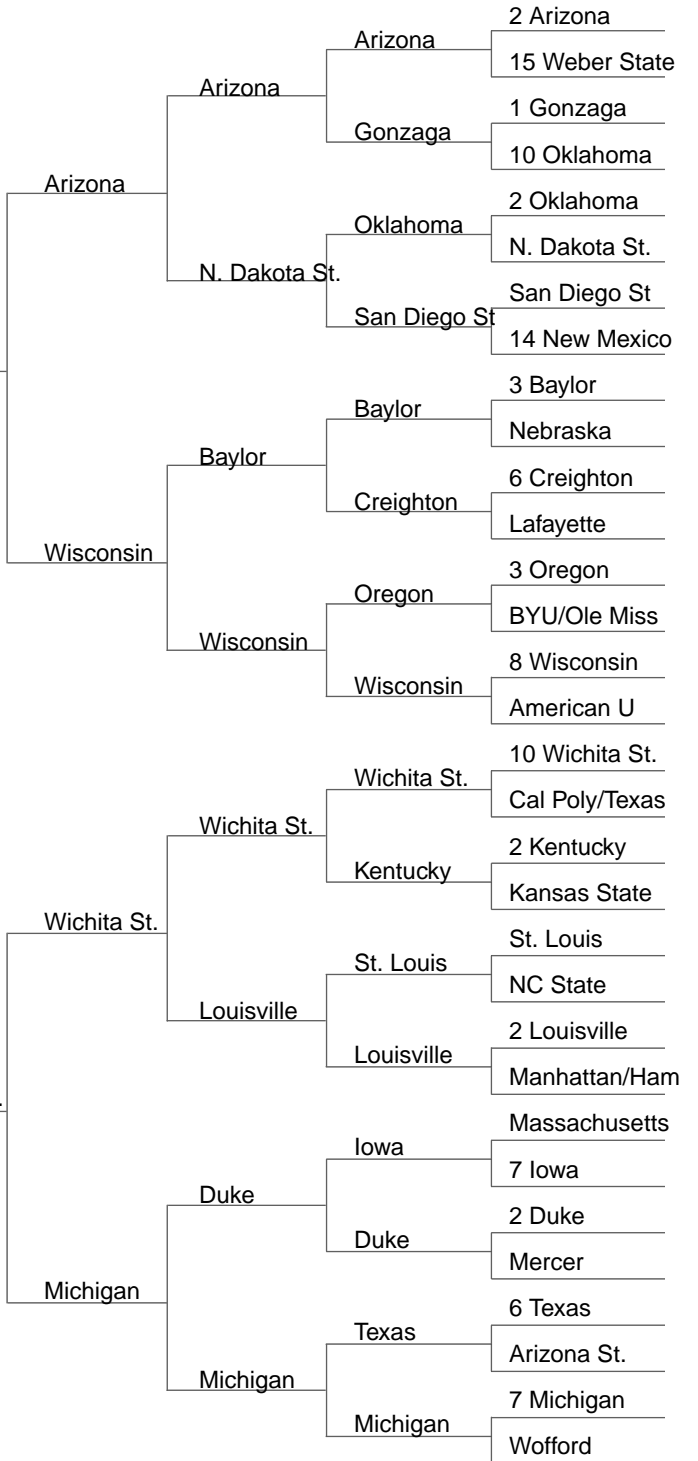 2 Arizona
Arizona
15 Weber State
Arizona
1 Gonzaga
Gonzaga
10 Oklahoma
Arizona
2 Oklahoma
Oklahoma
N. Dakota St.
N. Dakota St.
San Diego St
San Diego St
14 New Mexico
3 Baylor
Baylor
Nebraska
Baylor
6 Creighton
Creighton
Lafayette
Wisconsin
3 Oregon
Oregon
BYU/Ole Miss
Wisconsin
8 Wisconsin
Wisconsin
American U
10 Wichita St.
Wichita St.
Cal Poly/Texas
Wichita St.
2 Kentucky
Kentucky
Kansas State
Wichita St.
St. Louis
St. Louis
NC State
Louisville
2 Louisville
Louisville
Manhattan/Ham
Massachusetts
Iowa
7 Iowa
Duke
2 Duke
Duke
Mercer
Michigan
6 Texas
Texas
Arizona St.
Michigan
7 Michigan
Michigan
Wofford